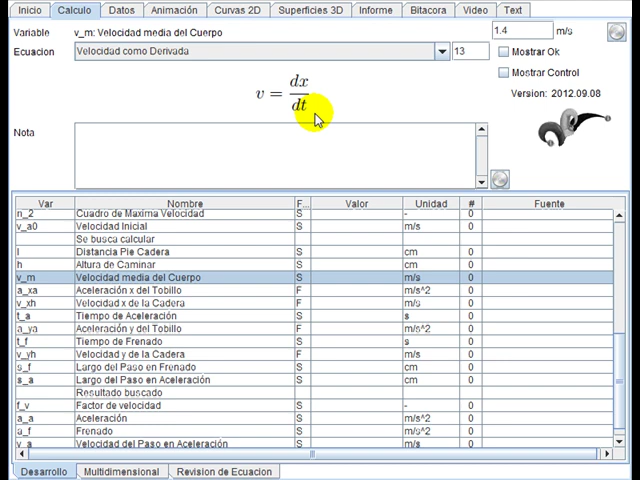 Inicio Calculo Datos Animación Curvas 2D Superficies 3D Informe Bitacora Video Text
Variable v_m: Velocidad media del Cuerpo 1.4 m/s
Ecuacion Velocidad como Derivada 13 Mostrar Ok
Mostrar Control
v = dx/dt
Version: 2012.09.08
Nota
Var Nombre F... Valor Unidad # Fuente
n_2 Cuadro de Maxima Velocidad S - 0
v_a0 Velocidad Inicial S m/s 0
Se busca calcular
l Distancia Pie Cadera S cm 0
h Altura de Caminar S cm 0
v_m Velocidad media del Cuerpo S m/s 0
a_xa Aceleración x del Tobillo F m/s^2 0
v_xh Velocidad x de la Cadera F m/s 0
t_a Tiempo de Aceleración S s 0
a_ya Aceleración y del Tobillo F m/s^2 0
t_f Tiempo de Frenado S s 0
v_yh Velocidad y de la Cadera F m/s 0
s_f Largo del Paso en Frenado S cm 0
s_a Largo del Paso en Aceleración S cm 0
Resultado buscado
f_v Factor de velocidad S - 0
a_a Aceleración S m/s^2 0
a_f Frenado S m/s^2 0
v_a Velocidad del Paso en Aceleración S m/s 0
Desarrollo Multidimensional Revision de Ecuacion